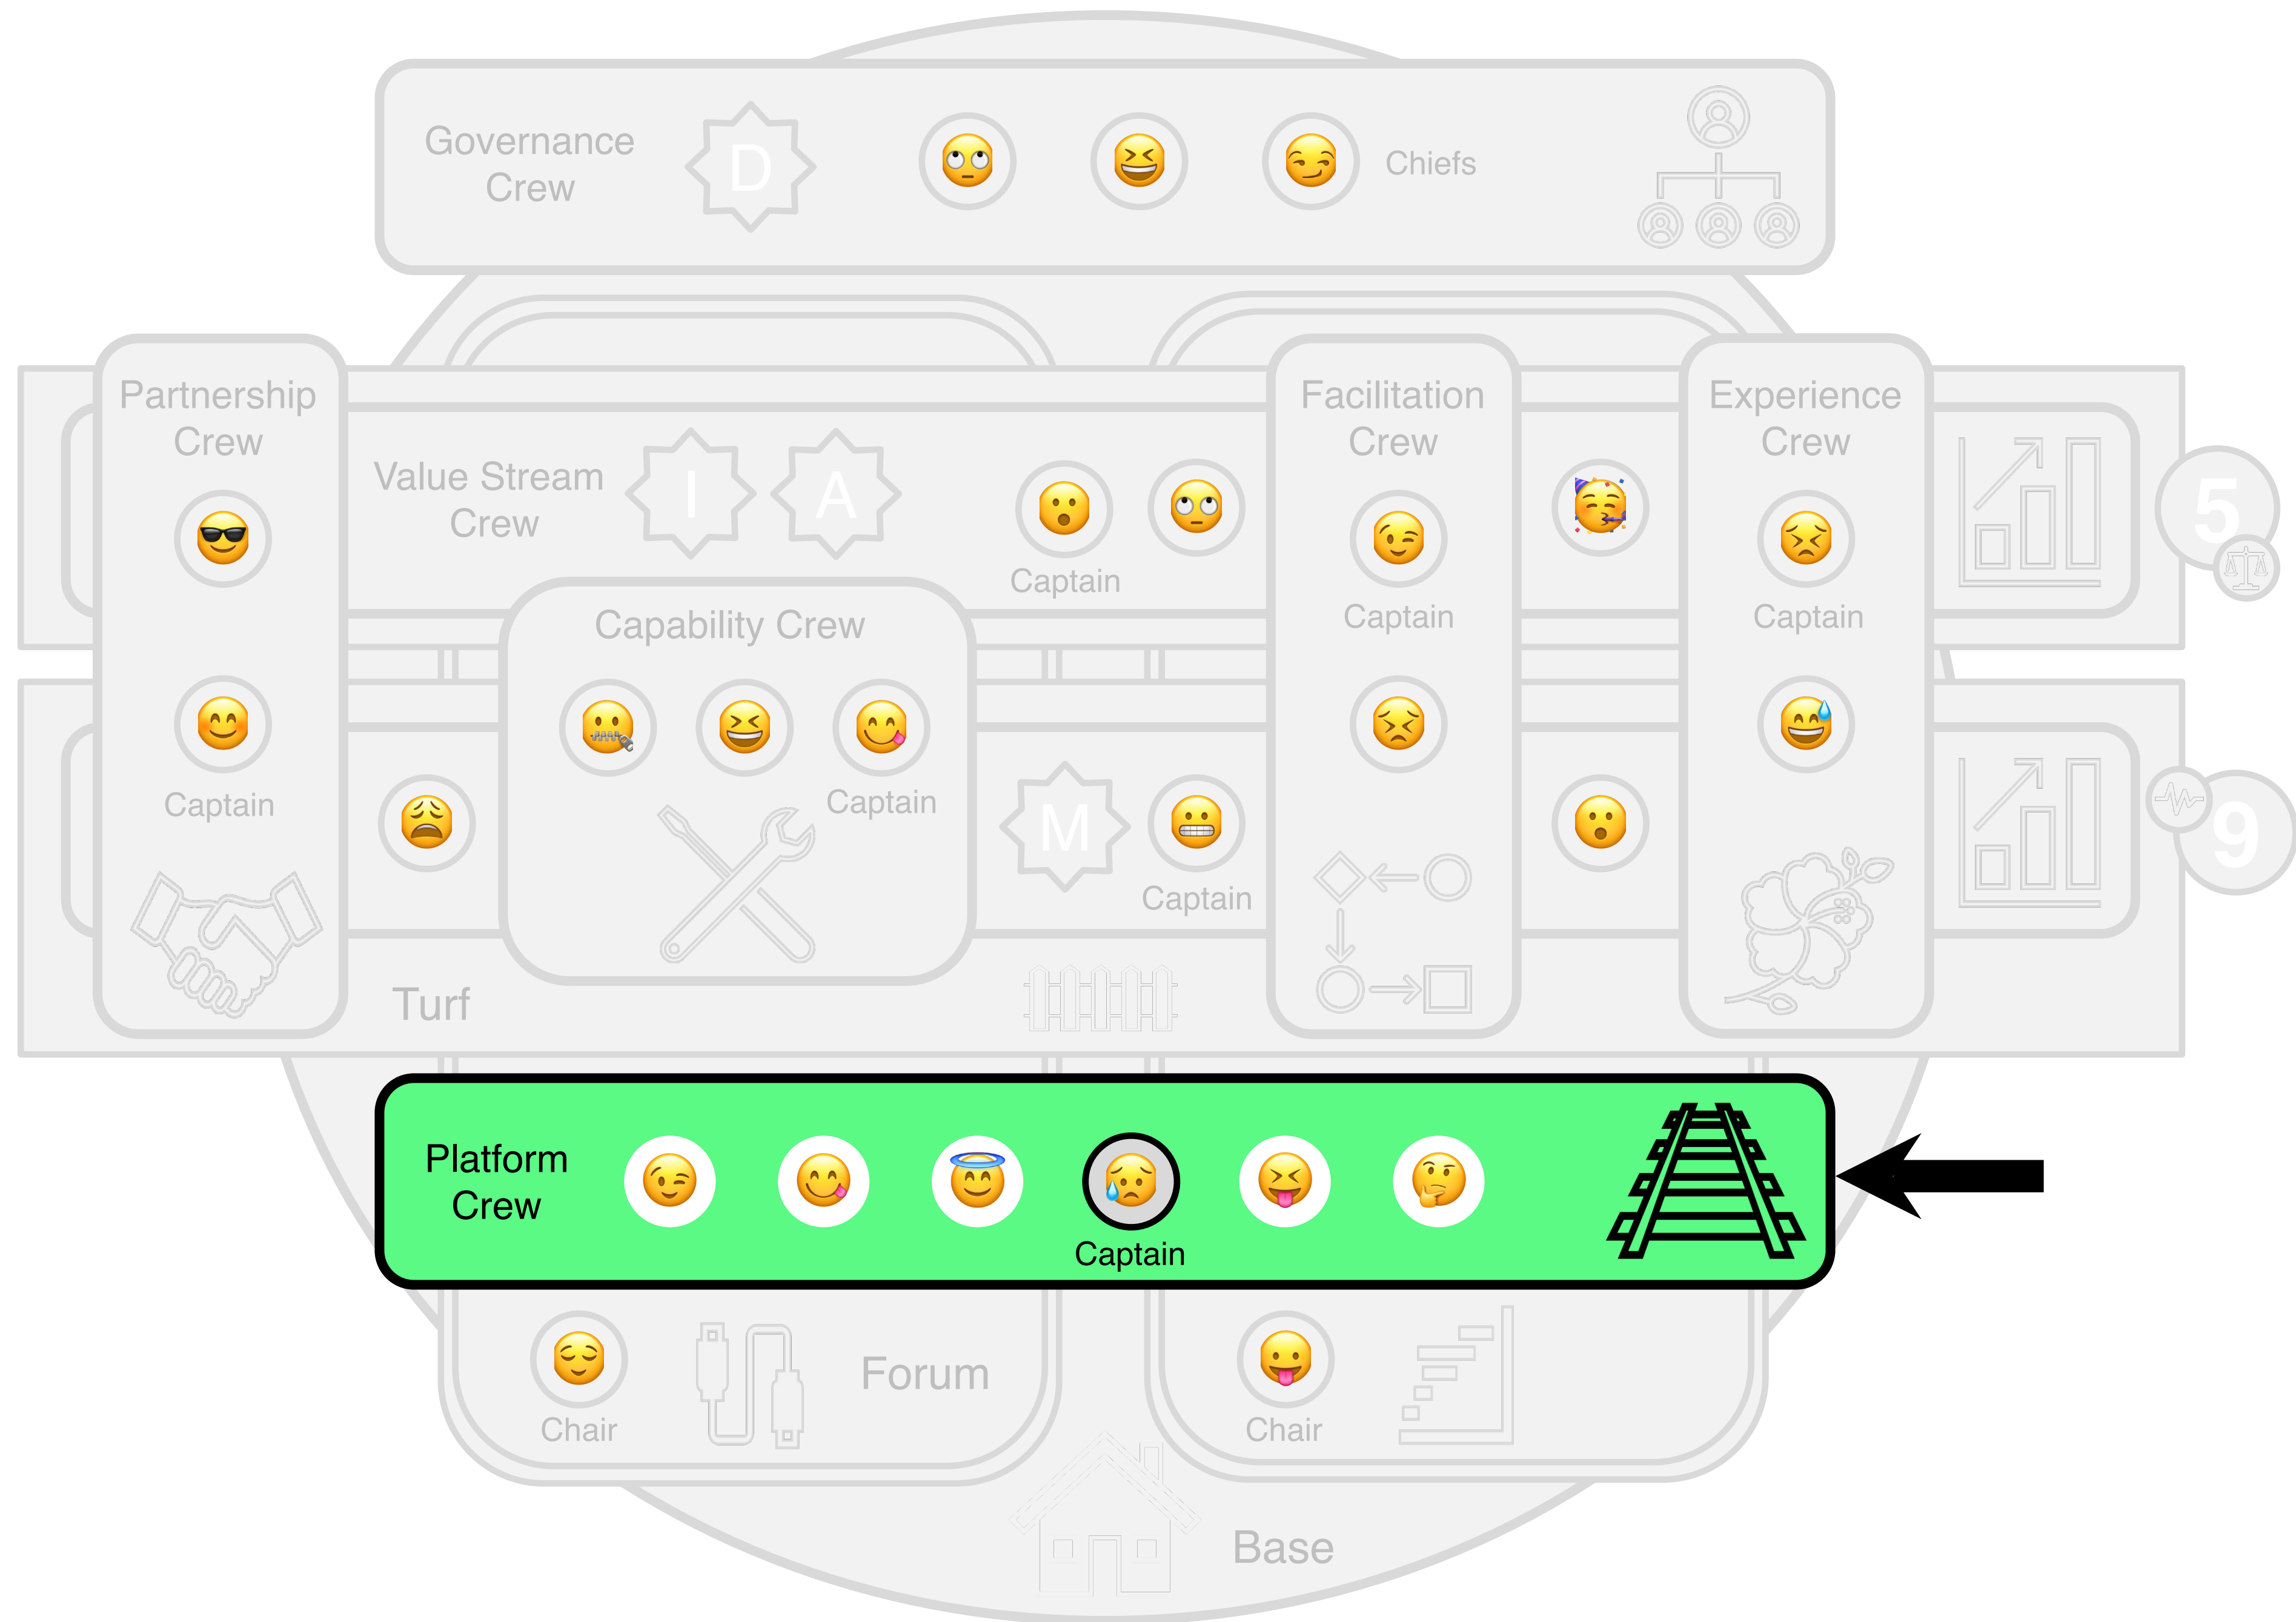 Governance
Crew
D
Chiefs
Partnership
Crew
Captain
Value Stream
Crew
I
A
Captain
Facilitation
Crew
Captain
Experience
Crew
Captain
5
Capability Crew
Captain
M
Captain
9
Turf
Platform
Crew
Captain
Chair
Forum
Chair
Base